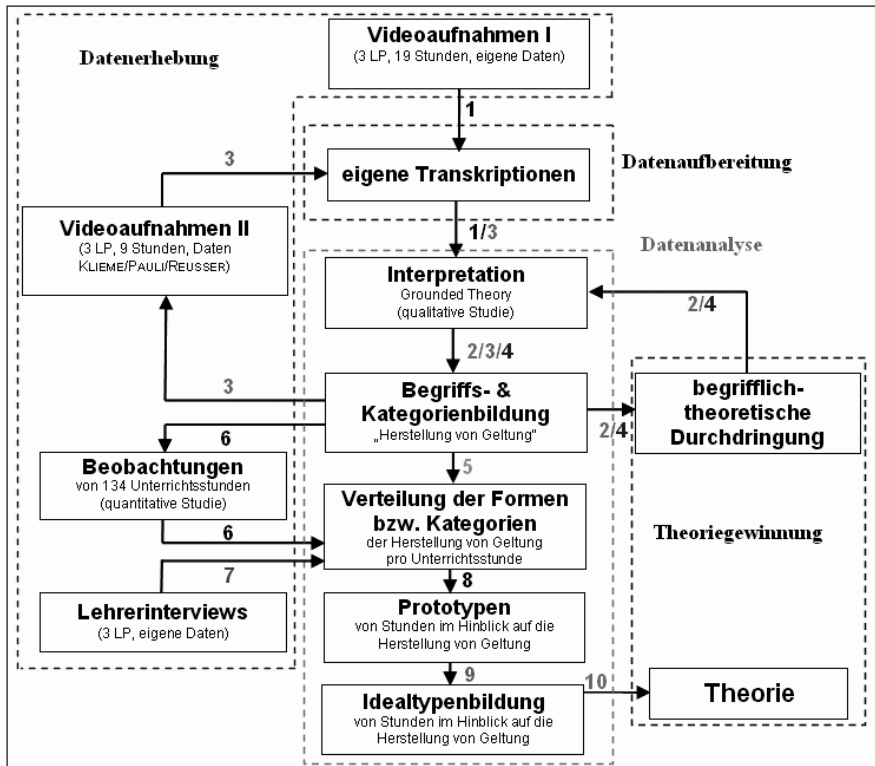 Videoaufnahmen I
(3 LP, 19 Stunden, eigene Daten)
Datenerhebung
1
eigene Transkriptionen
Datenaufbereitung
3
Videoaufnahmen II
(3 LP, 9 Stunden, Daten
KLIEME/PAULI/REUSSER)
1/3
Datenanalyse
Interpretation
Grounded Theory
(qualitative Studie)
2/4
2/3/4
3
Begriffs- &
Kategorienbildung
„Herstellung von Geltung"
2/4
begrifflich-
theoretische
Durchdringung
6
5
Beobachtungen
von 134 Unterrichtsstunden
(quantitative Studie)
6
Verteilung der Formen
bzw. Kategorien
der Herstellung von Geltung
pro Unterrichtsstunde
Theoriegewinnung
7
8
Lehrerinterviews
(3 LP, eigene Daten)
Prototypen
von Stunden im Hinblick auf die
Herstellung von Geltung
9
Idealtypenbildung
von Stunden im Hinblick auf die
Herstellung von Geltung
10
Theorie